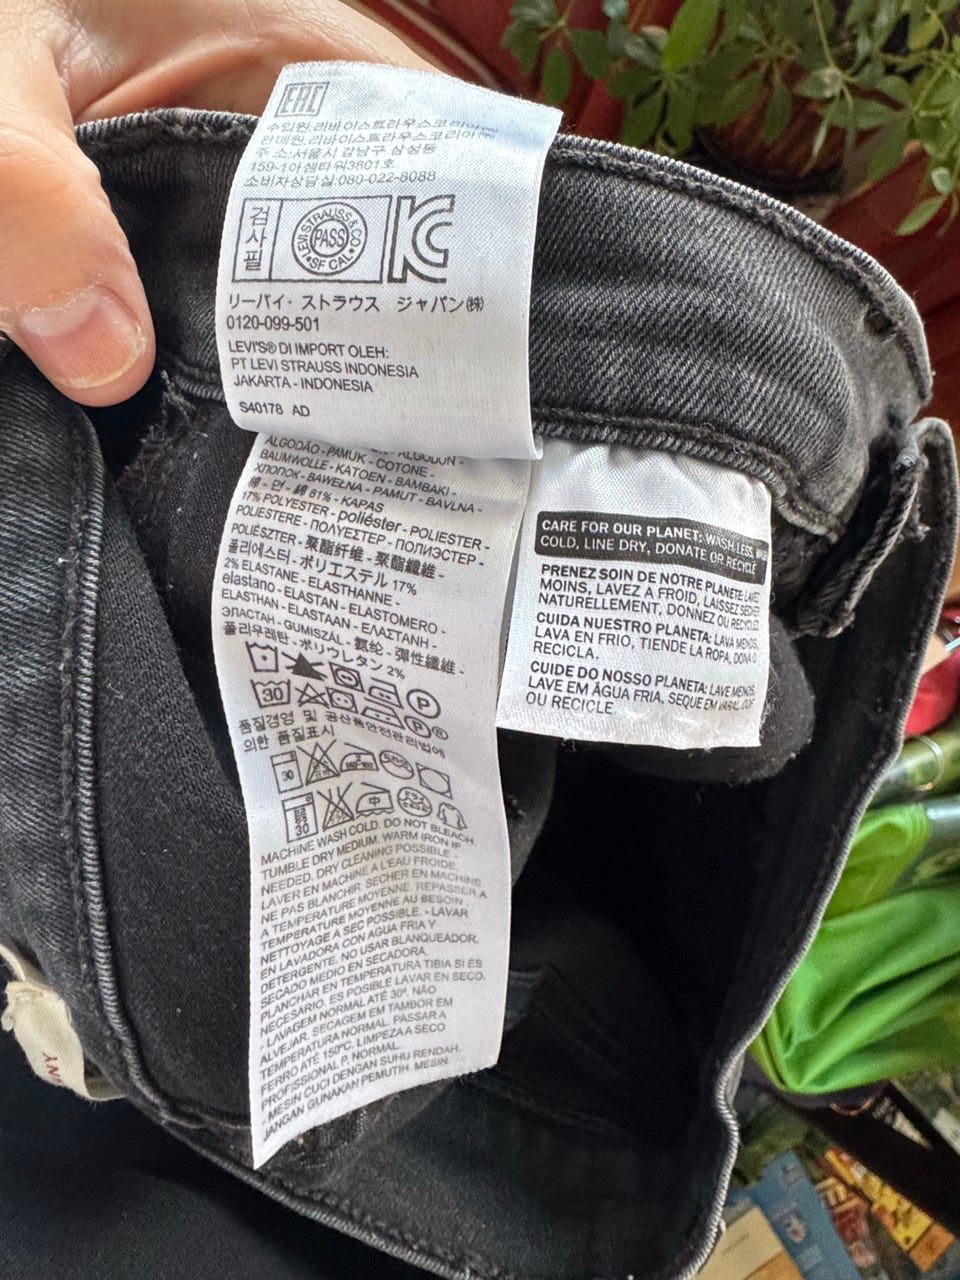 EAC
수입원:리바이스트라우스코리아㈜
판매원:리바이스트라우스코리아㈜
주 소:서울시 강남구 삼성동
159-1아셈타워3801호
소비자상담실:080-022-8088
검사필
LEVI STRAUSS & CO.
PASS
SF CAL.
KC
リーバイ・ストラウス ジャパン㈱
0120-099-501
LEVI'S® DI IMPORT OLEH:
PT LEVI STRAUSS INDONESIA
JAKARTA - INDONESIA
S40178 AD
ALGODÃO - PAMUK - COTONE -
BAUMWOLLE - KATOEN - BAMBAKI -
ХЛОПОК - BAWEŁNA - PAMUT - BAVLNA -
棉 - 면 - 綿 81% - KAPAS
17% POLYESTER - poliéster - POLIESTER -
POLIESTERE - ΠΟΛΥΕΣΤΕΡ - ПОЛИЭСТЕР -
POLIÉSZTER - 聚酯纤维 - 聚酯纖維 -
폴리에스터 - ポリエステル 17%
2% ELASTANE - ELASTHANNE -
elastano - ELASTAN - ELASTOMERO -
ELASTHAN - ELASTAAN - ΕΛΑΣΤΑΝΗ -
ЭЛАСТАН - GUMISZÁL - 氨纶 - 彈性纖維 -
폴리우레탄 - ポリウレタン 2%
P
30
P ®
품질경영 및 공산품안전관리법에
의한 품질표시
30
30
中
MACHINE WASH COLD. DO NOT BLEACH.
TUMBLE DRY MEDIUM. WARM IRON IF
NEEDED. DRY CLEANING POSSIBLE -
LAVER EN MACHINE A L'EAU FROIDE.
NE PAS BLANCHIR. SECHER EN MACHINE
A TEMPERATURE MOYENNE. REPASSER A
TEMPERATURE MOYENNE AU BESOIN
NETTOYAGE A SEC POSSIBLE. - LAVAR
EN LAVADORA CON AGUA FRIA Y
DETERGENTE. NO USAR BLANQUEADOR.
SECADO MEDIO EN SECADORA.
PLANCHAR EN TEMPERATURA TIBIA SI ES
NECESARIO. ES POSIBLE LAVAR EN SECO.
- LAVAGEM NORMAL ATÉ 30º. NÃO
ALVEJAR. SECAGEM EM TAMBOR EM
TEMPERATURA NORMAL. PASSAR A
FERRO ATÉ 150ºC. LIMPEZA A SECO
PROFISSIONAL, P, NORMAL.
- MESIN CUCI DENGAN SUHU RENDAH.
JANGAN GUNAKAN PEMUTIH. MESIN
CARE FOR OUR PLANET: WASH LESS, WASH
COLD, LINE DRY, DONATE OR RECYCLE
PRENEZ SOIN DE NOTRE PLANETE: LAVEZ
MOINS, LAVEZ A FROID, LAISSEZ SÉCHER
NATURELLEMENT, DONNEZ OU RECYCLEZ
CUIDA NUESTRO PLANETA: LAVA MENOS,
LAVA EN FRIO, TIENDE LA ROPA, DONA O
RECICLA.
CUIDE DO NOSSO PLANETA: LAVE MENOS,
LAVE EM ÁGUA FRIA, SEQUE EM VARAL, DOE
OU RECICLE.
NY